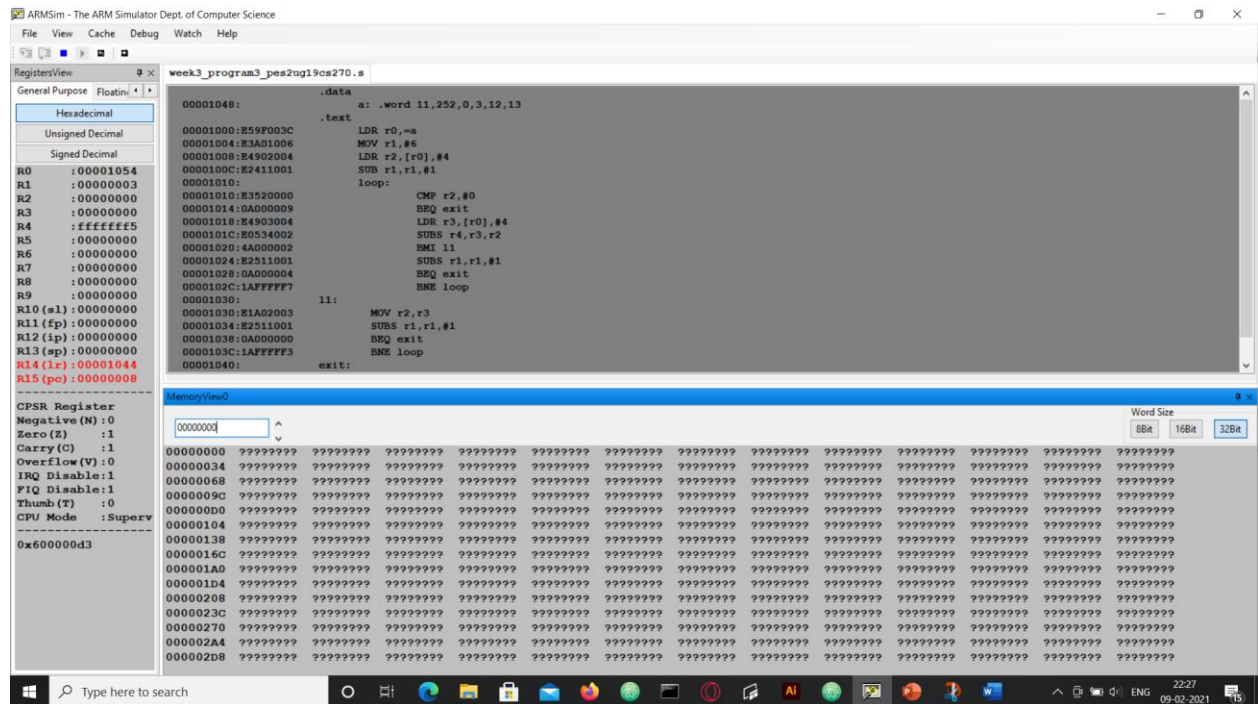 ARMSim - The ARM Simulator Dept. of Computer Science
File View Cache Debug Watch Help
RegistersView
General Purpose Floatin
Hexadecimal
Unsigned Decimal
Signed Decimal
R0 :00001054
R1 :00000003
R2 :00000000
R3 :00000000
R4 :fffffff5
R5 :00000000
R6 :00000000
R7 :00000000
R8 :00000000
R9 :00000000
R10(sl):00000000
R11(fp):00000000
R12(ip):00000000
R13(sp):00000000
R14(lr):00001044
R15(pc):00000008
CPSR Register
Negative(N):0
Zero(Z) :1
Carry(C) :1
Overflow(V):0
IRQ Disable:1
FIQ Disable:1
Thumb(T) :0
CPU Mode :Superv
0x600000d3
week3_program3_pes2ug19cs270.s
.data
00001048: a: .word 11,252,0,3,12,13
.text
00001000:E59F003C LDR r0,=a
00001004:E3A01006 MOV r1,#6
00001008:E4902004 LDR r2,[r0],#4
0000100C:E2411001 SUB r1,r1,#1
00001010: loop:
00001010:E3520000 CMP r2,#0
00001014:0A000009 BEQ exit
00001018:E4903004 LDR r3,[r0],#4
0000101C:E0534002 SUBS r4,r3,r2
00001020:4A000002 BMI l1
00001024:E2511001 SUBS r1,r1,#1
00001028:0A000004 BEQ exit
0000102C:1AFFFFF7 BNE loop
00001030: l1:
00001030:E1A02003 MOV r2,r3
00001034:E2511001 SUBS r1,r1,#1
00001038:0A000000 BEQ exit
0000103C:1AFFFFF3 BNE loop
00001040: exit:
MemoryView0
00000000
Word Size
8Bit 16Bit 32Bit
00000000 ???????? ???????? ???????? ???????? ???????? ???????? ???????? ???????? ???????? ???????? ???????? ???????? ????????
00000034 ???????? ???????? ???????? ???????? ???????? ???????? ???????? ???????? ???????? ???????? ???????? ???????? ????????
00000068 ???????? ???????? ???????? ???????? ???????? ???????? ???????? ???????? ???????? ???????? ???????? ???????? ????????
0000009C ???????? ???????? ???????? ???????? ???????? ???????? ???????? ???????? ???????? ???????? ???????? ???????? ????????
000000D0 ???????? ???????? ???????? ???????? ???????? ???????? ???????? ???????? ???????? ???????? ???????? ???????? ????????
00000104 ???????? ???????? ???????? ???????? ???????? ???????? ???????? ???????? ???????? ???????? ???????? ???????? ????????
00000138 ???????? ???????? ???????? ???????? ???????? ???????? ???????? ???????? ???????? ???????? ???????? ???????? ????????
0000016C ???????? ???????? ???????? ???????? ???????? ???????? ???????? ???????? ???????? ???????? ???????? ???????? ????????
000001A0 ???????? ???????? ???????? ???????? ???????? ???????? ???????? ???????? ???????? ???????? ???????? ???????? ????????
000001D4 ???????? ???????? ???????? ???????? ???????? ???????? ???????? ???????? ???????? ???????? ???????? ???????? ????????
00000208 ???????? ???????? ???????? ???????? ???????? ???????? ???????? ???????? ???????? ???????? ???????? ???????? ????????
0000023C ???????? ???????? ???????? ???????? ???????? ???????? ???????? ???????? ???????? ???????? ???????? ???????? ????????
00000270 ???????? ???????? ???????? ???????? ???????? ???????? ???????? ???????? ???????? ???????? ???????? ???????? ????????
000002A4 ???????? ???????? ???????? ???????? ???????? ???????? ???????? ???????? ???????? ???????? ???????? ???????? ????????
000002D8 ???????? ???????? ???????? ???????? ???????? ???????? ???????? ???????? ???????? ???????? ???????? ???????? ????????
Type here to search
Ai
ENG
22:27
09-02-2021
15